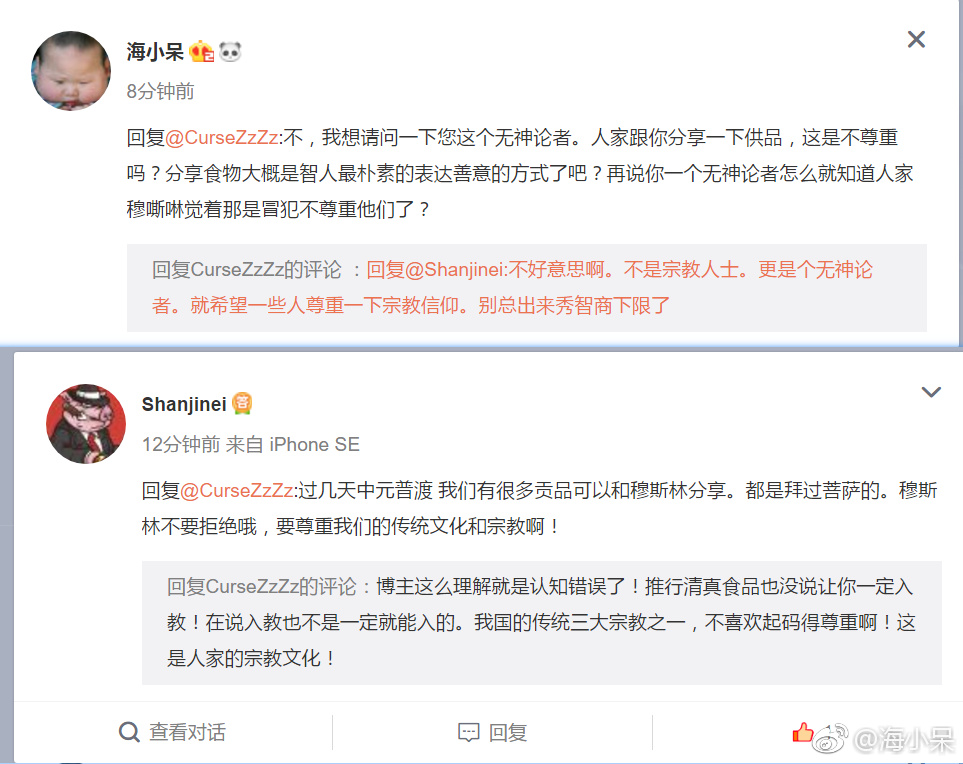 海小呆
8分钟前
回复@CurseZzZz:不，我想请问一下您这个无神论者。人家跟你分享一下供品，这是不尊重
吗？分享食物大概是智人最朴素的表达善意的方式了吧？再说你一个无神论者怎么就知道人家
穆嘶啉觉着那是冒犯不尊重他们了？
回复CurseZzZz的评论 ：回复@Shanjinei:不好意思啊。不是宗教人士。更是个无神论
者。就希望一些人尊重一下宗教信仰。别总出来秀智商下限了
Shanjinei
12分钟前 来自 iPhone SE
回复@CurseZzZz:过几天中元普渡 我们有很多贡品可以和穆斯林分享。都是拜过菩萨的。穆斯
林不要拒绝哦，要尊重我们的传统文化和宗教啊！
回复CurseZzZz的评论：博主这么理解就是认知错误了！推行清真食品也没说让你一定入
教！在说入教也不是一定就能入的。我国的传统三大宗教之一，不喜欢起码得尊重啊！这
是人家的宗教文化！
查看对话
回复
@海小呆